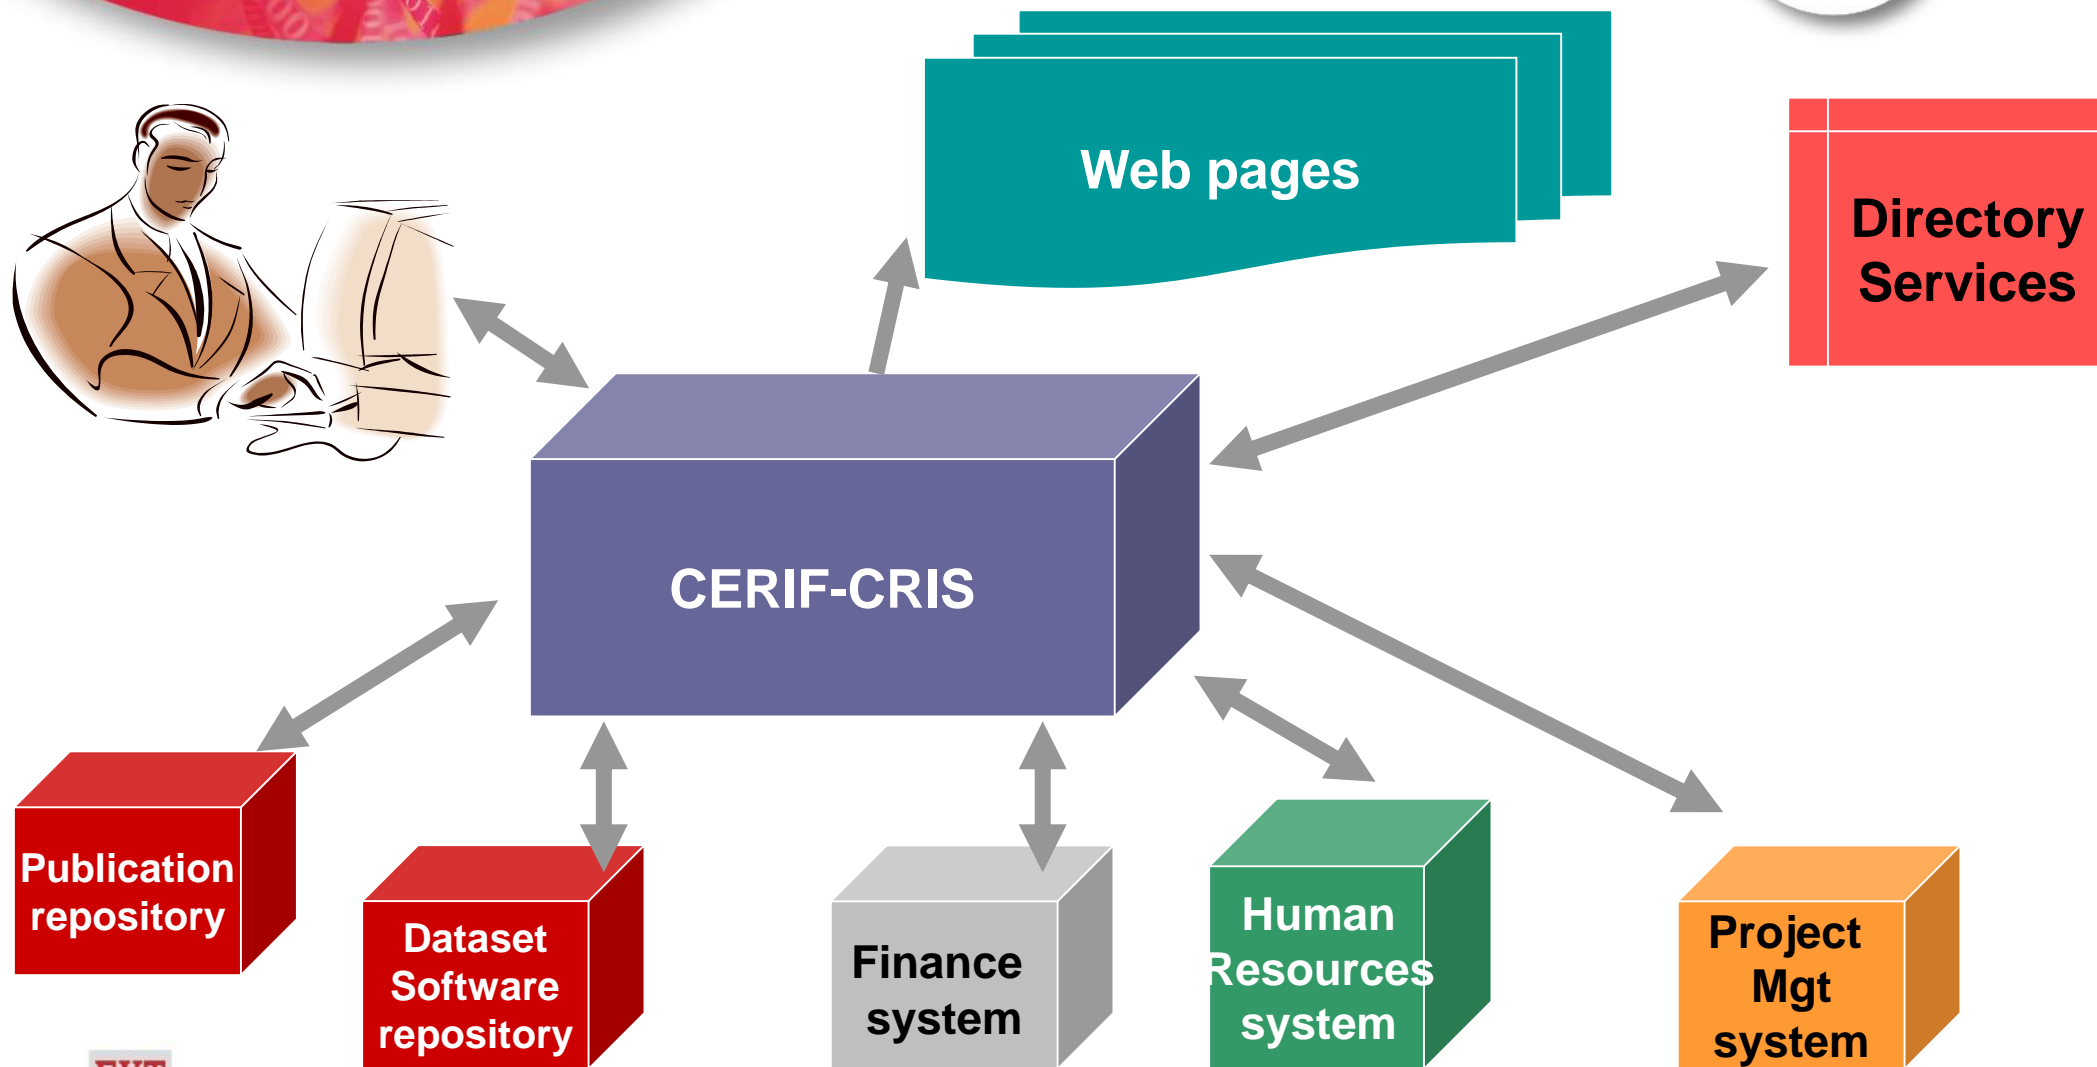 Web pages
Directory
Services
CERIF-CRIS
Publication
repository
Dataset
Software
repository
Finance
system
Human
Resources
system
Project
Mgt
system